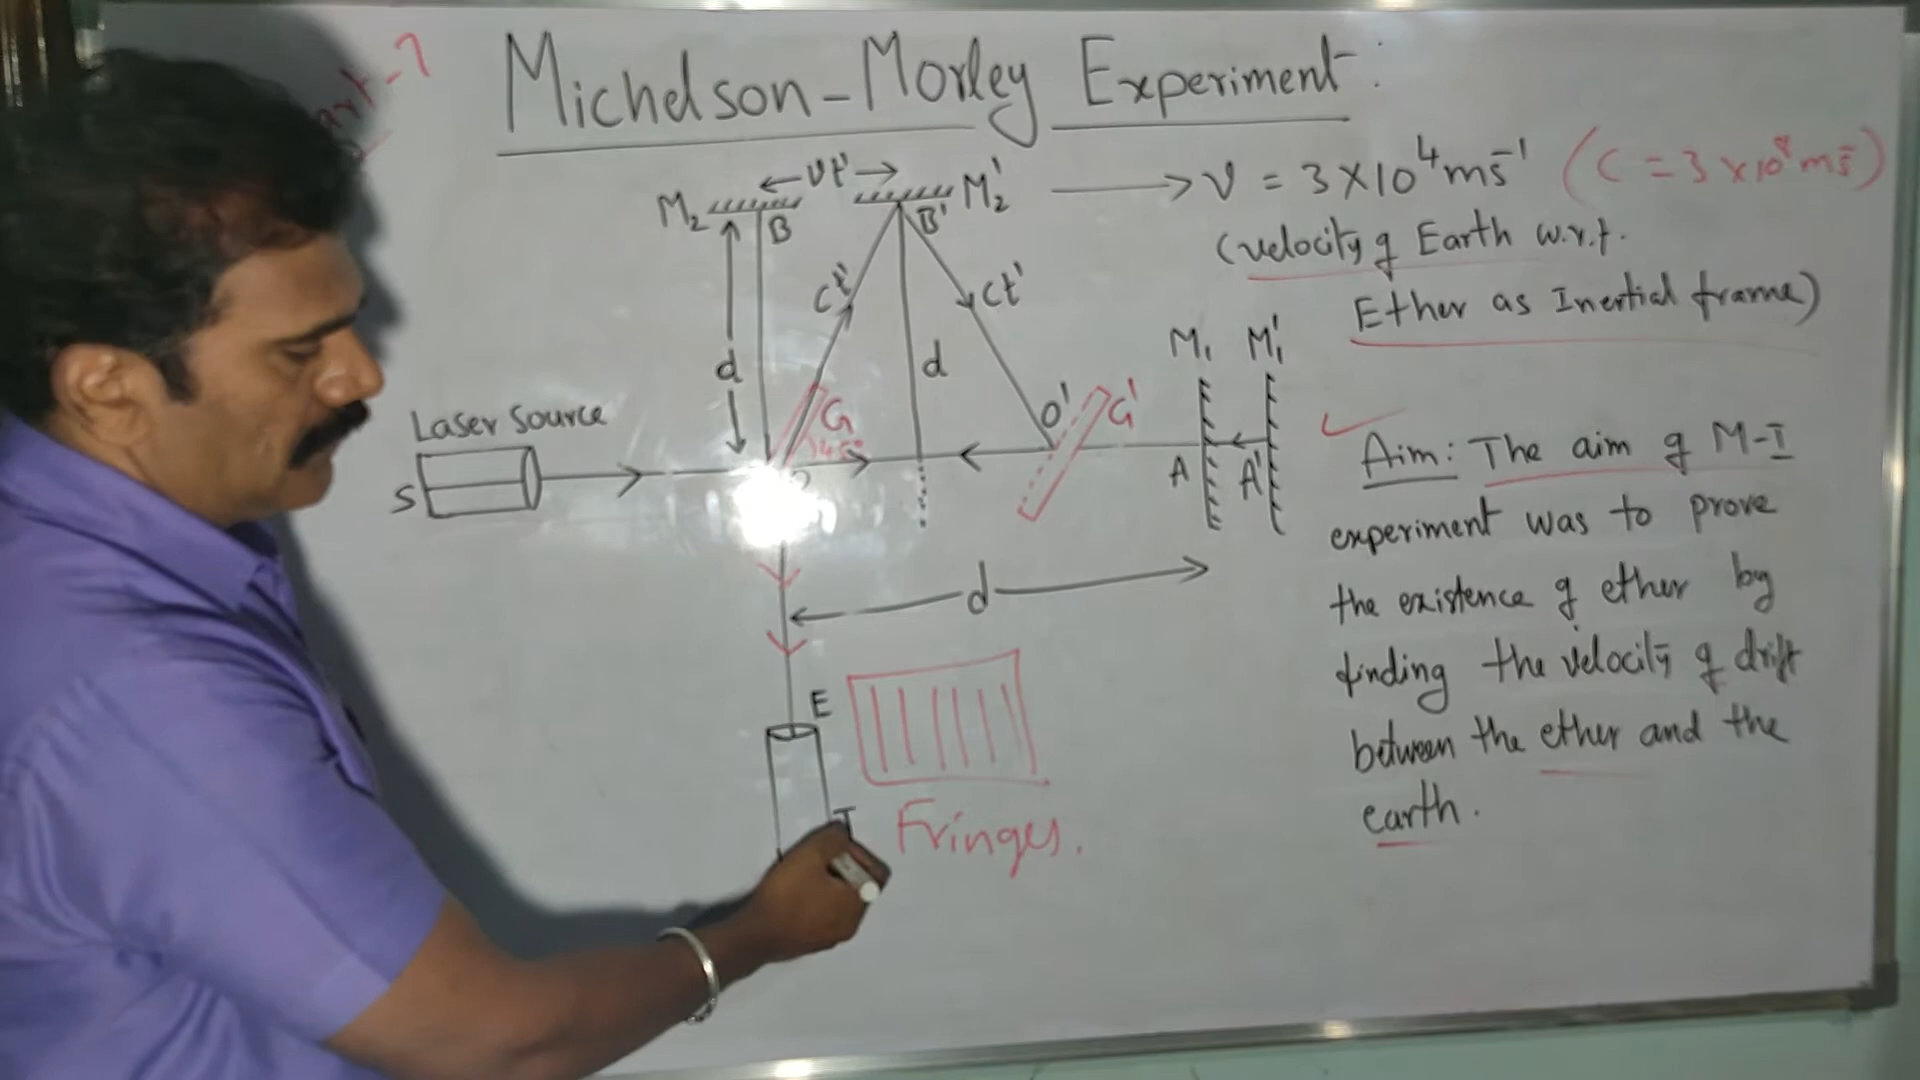 Part-1
Michelson-Morley Experiment:
←vt'→
M₂
B
M₂'
B'
→ v = 3×10⁴ms⁻¹ (C = 3×10⁸ms⁻)
(velocity of Earth w.r.t.
Ether as Inertial frame)
ct'
ct'
d
d
M₁
M₁'
Laser Source
S
G
45°
O'
G'
A
A'
d
E
T
Fringes.
Aim: The aim of M-I
experiment was to prove
the existence of ether by
finding the velocity of drift
between the ether and the
earth.